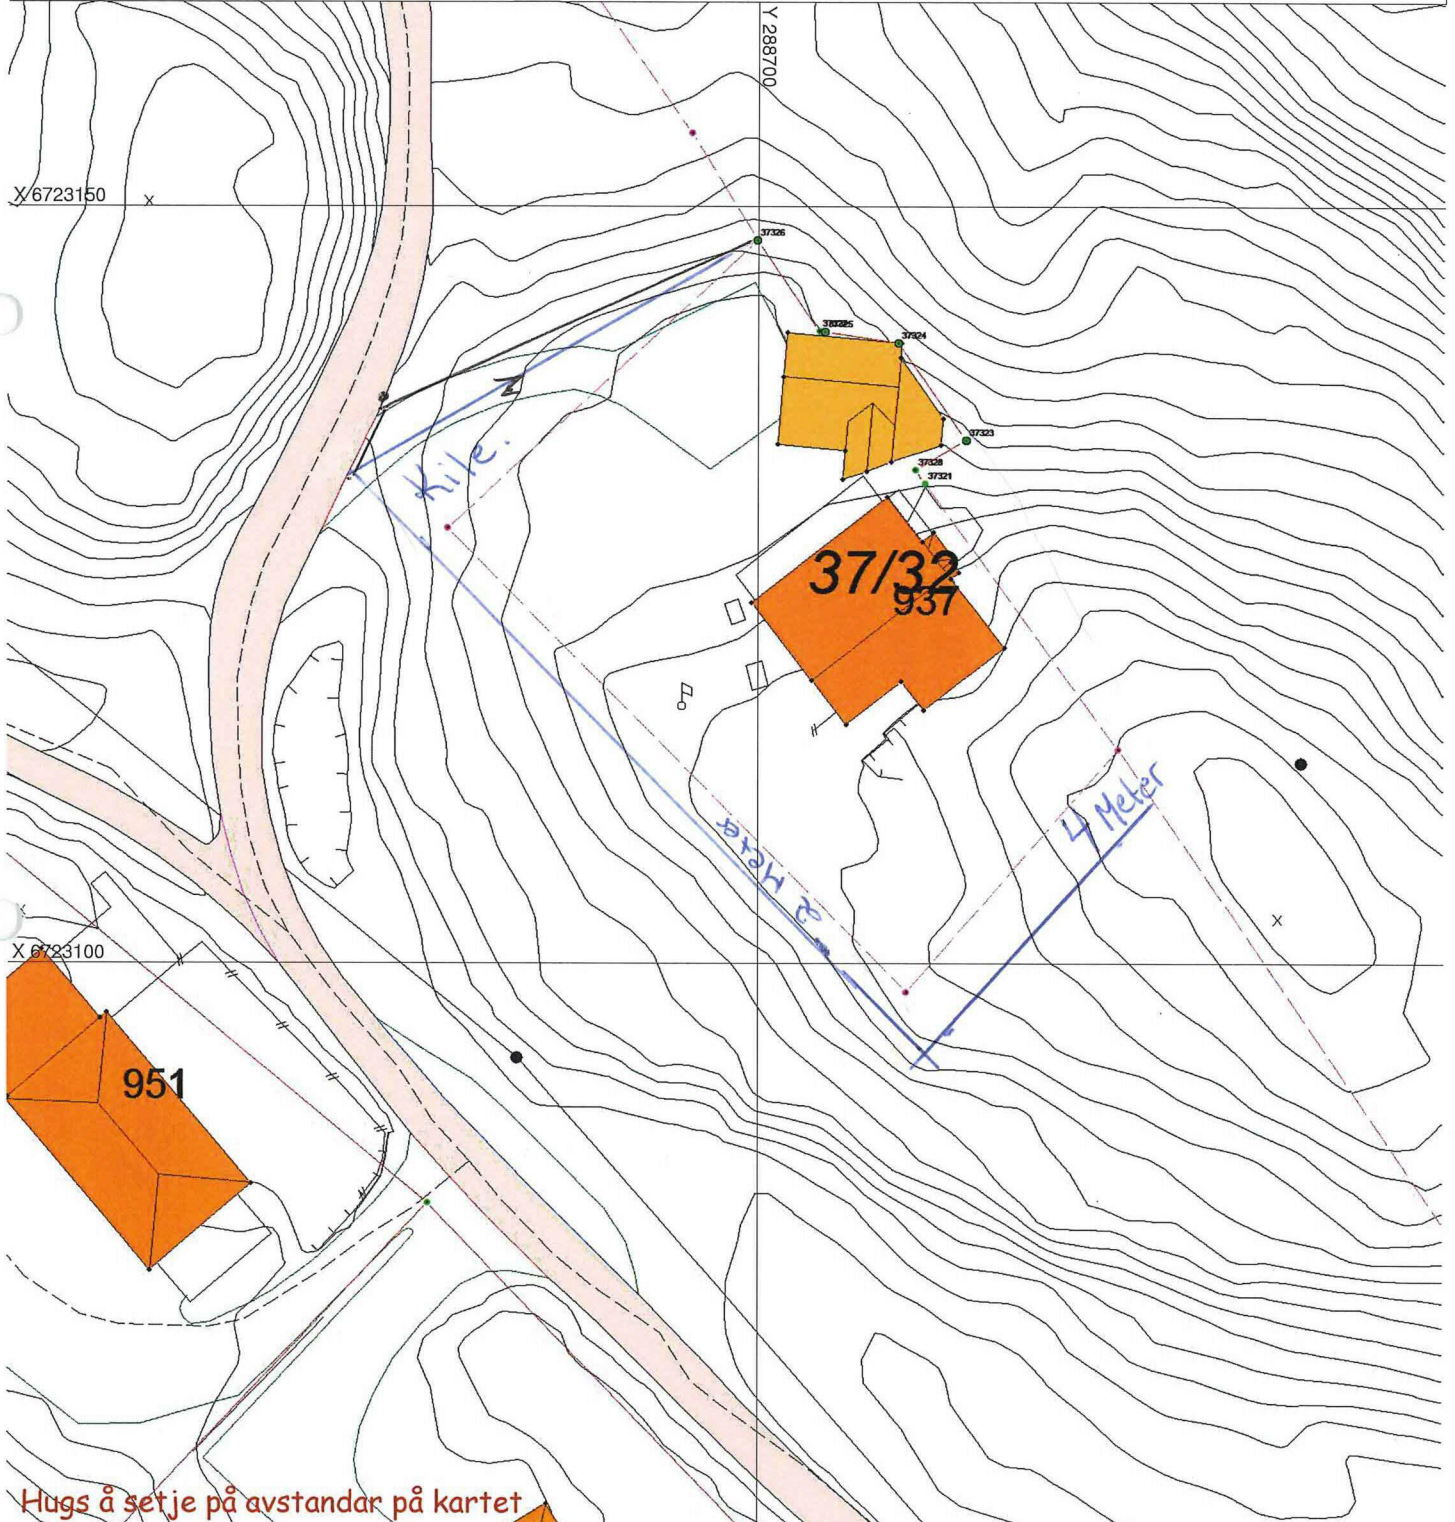 Y 288700
X 6723150
37326
37324
37323
37328
37321
Kile.
37/32
937
4 Meter
2 Meter
X 6723100
951
Hugs å setje på avstandar på kartet